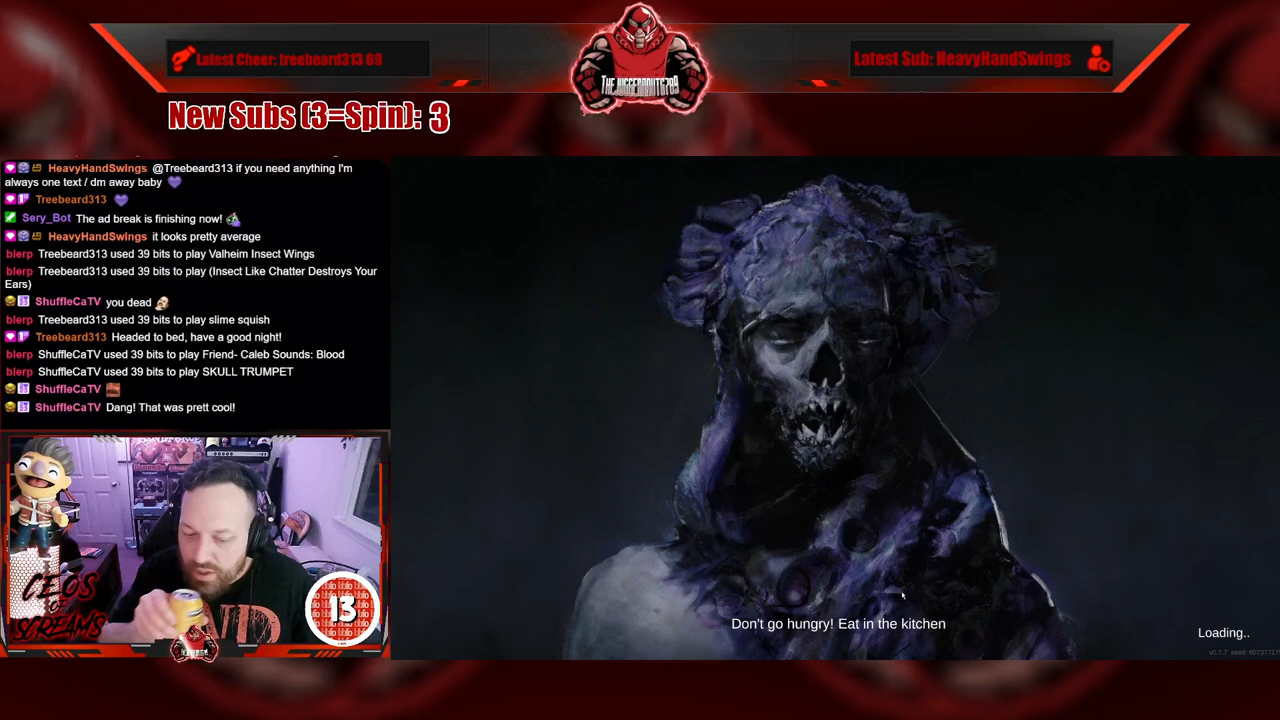 Latest Cheer: treebeard313 69
THEJUGGERNAUT6789
Latest Sub: HeavyHandSwings
New Subs (3=Spin): 3
HeavyHandSwings @Treebeard313 if you need anything I'm
always one text / dm away baby
Treebeard313
Sery_Bot The ad break is finishing now!
HeavyHandSwings it looks pretty average
blerp Treebeard313 used 39 bits to play Valheim Insect Wings
blerp Treebeard313 used 39 bits to play (Insect Like Chatter Destroys Your
Ears)
ShuffleCaTV you dead
blerp Treebeard313 used 39 bits to play slime squish
Treebeard313 Headed to bed, have a good night!
blerp ShuffleCaTV used 39 bits to play Friend- Caleb Sounds: Blood
blerp ShuffleCaTV used 39 bits to play SKULL TRUMPET
ShuffleCaTV
ShuffleCaTV Dang! That was prett cool!
CEOS
OF
SCREAMS
13
Don't go hungry! Eat in the kitchen
Loading..